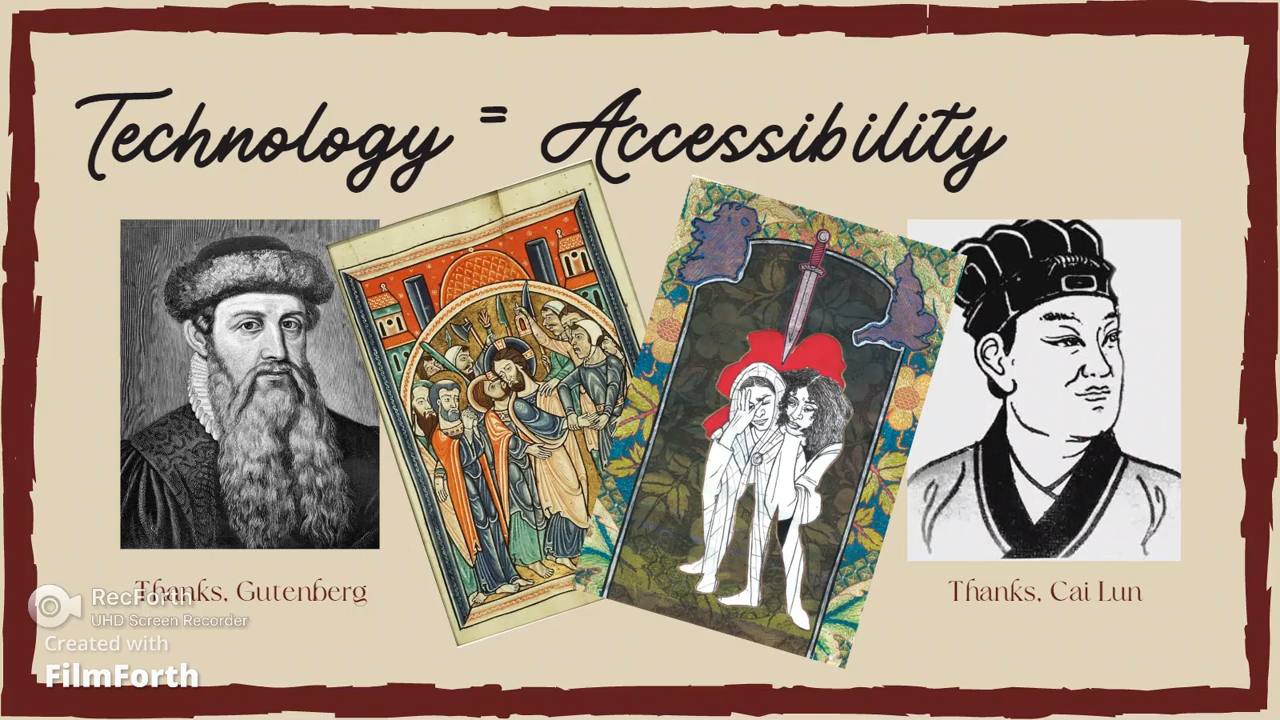 Technology = Accessibility
Thanks, Gutenberg
Thanks, Cai Lun
RecForth
UHD Screen Recorder
Created with
FilmForth